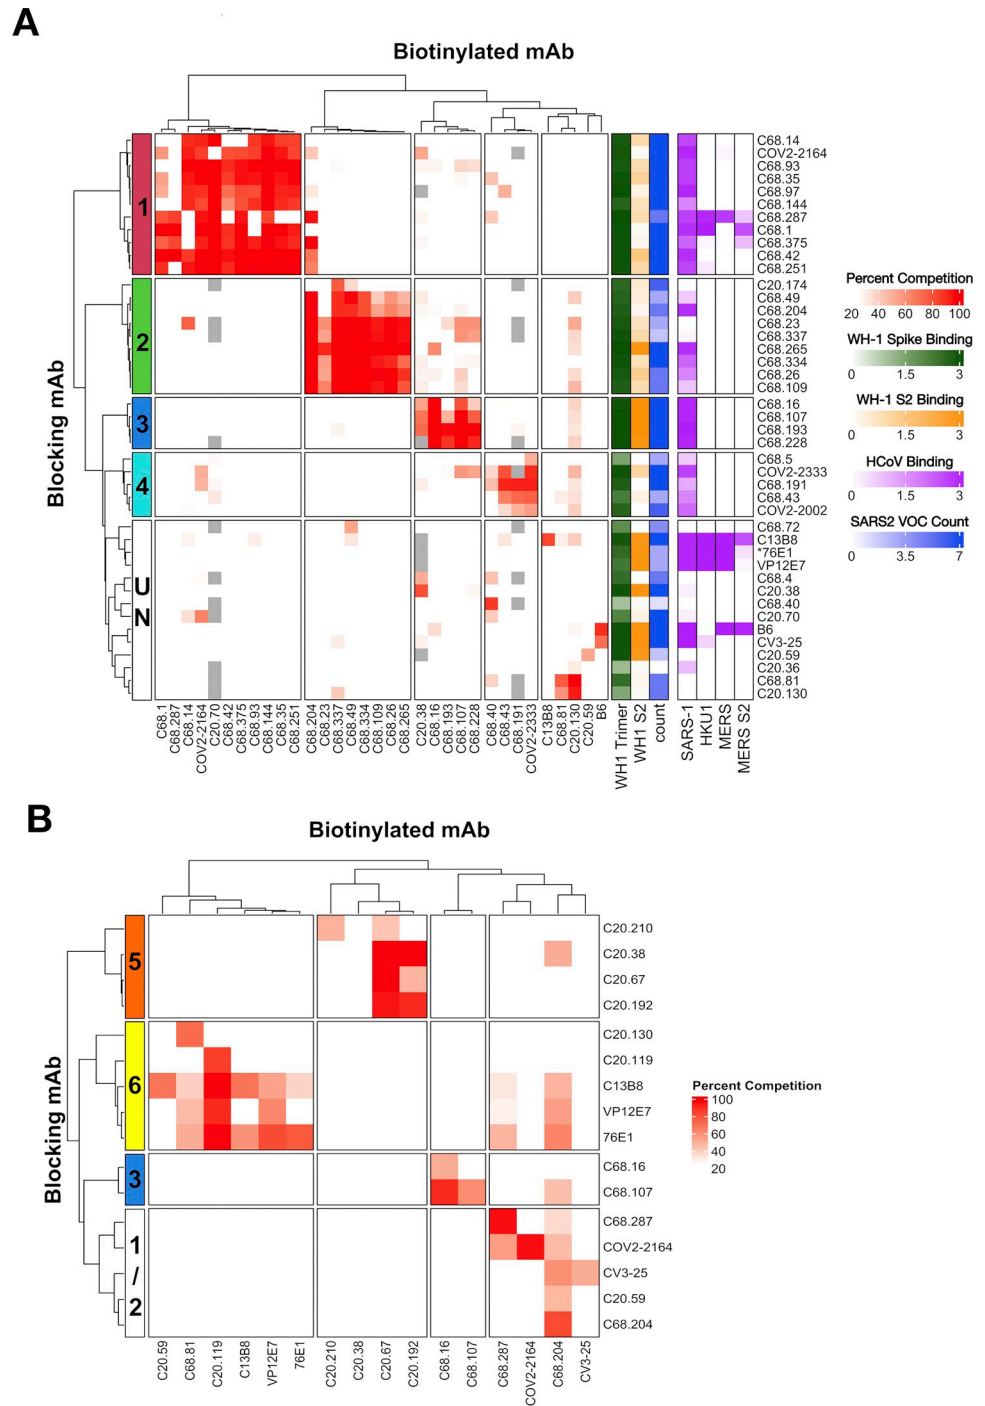 A
Biotinylated mAb
Blocking mAb
1
2
3
4
U
N
C68.14
COV2-2164
C68.93
C68.35
C68.97
C68.144
C68.287
C68.1
C68.375
C68.42
C68.251
C20.174
C68.49
C68.204
C68.23
C68.337
C68.265
C68.334
C68.26
C68.109
C68.16
C68.107
C68.193
C68.228
C68.5
COV2-2333
C68.191
C68.43
COV2-2002
C68.72
C13B8
*76E1
VP12E7
C68.4
C20.38
C68.40
C20.70
B6
CV3-25
C20.59
C20.36
C68.81
C20.130
C68.1
C68.287
C68.14
COV2-2164
C20.70
C68.42
C68.375
C68.93
C68.144
C68.35
C68.251
C68.204
C68.23
C68.337
C68.49
C68.334
C68.109
C68.26
C68.265
C20.38
C68.16
C68.193
C68.107
C68.228
C68.40
C68.43
C68.191
COV2-2333
C13B8
C68.81
C20.130
C20.59
B6
WH1 Trimer
WH1 S2
count
SARS-1
HKU1
MERS
MERS S2
Percent Competition
20 40 60 80 100
WH-1 Spike Binding
0 1.5 3
WH-1 S2 Binding
0 1.5 3
HCoV Binding
0 1.5 3
SARS2 VOC Count
0 3.5 7
B
Biotinylated mAb
Blocking mAb
5
6
3
1
/
2
C20.210
C20.38
C20.67
C20.192
C20.130
C20.119
C13B8
VP12E7
76E1
C68.16
C68.107
C68.287
COV2-2164
CV3-25
C20.59
C68.204
C20.59
C68.81
C20.119
C13B8
VP12E7
76E1
C20.210
C20.38
C20.67
C20.192
C68.16
C68.107
C68.287
COV2-2164
C68.204
CV3-25
Percent Competition
100
80
60
40
20